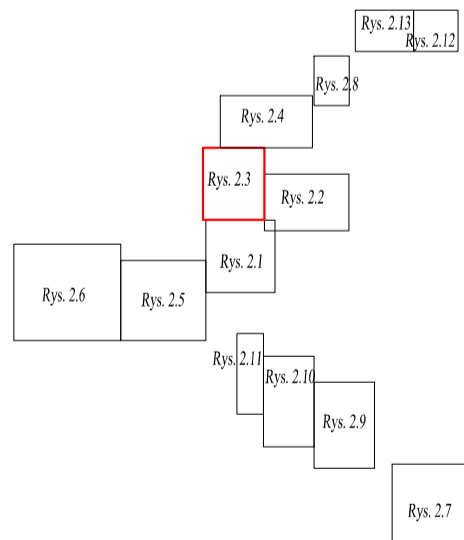 Rys. 2.13
Rys. 2.12
Rys. 2.8
Rys. 2.4
Rys. 2.3
Rys. 2.2
Rys. 2.1
Rys. 2.6
Rys. 2.5
Rys. 2.11
Rys. 2.10
Rys. 2.9
Rys. 2.7